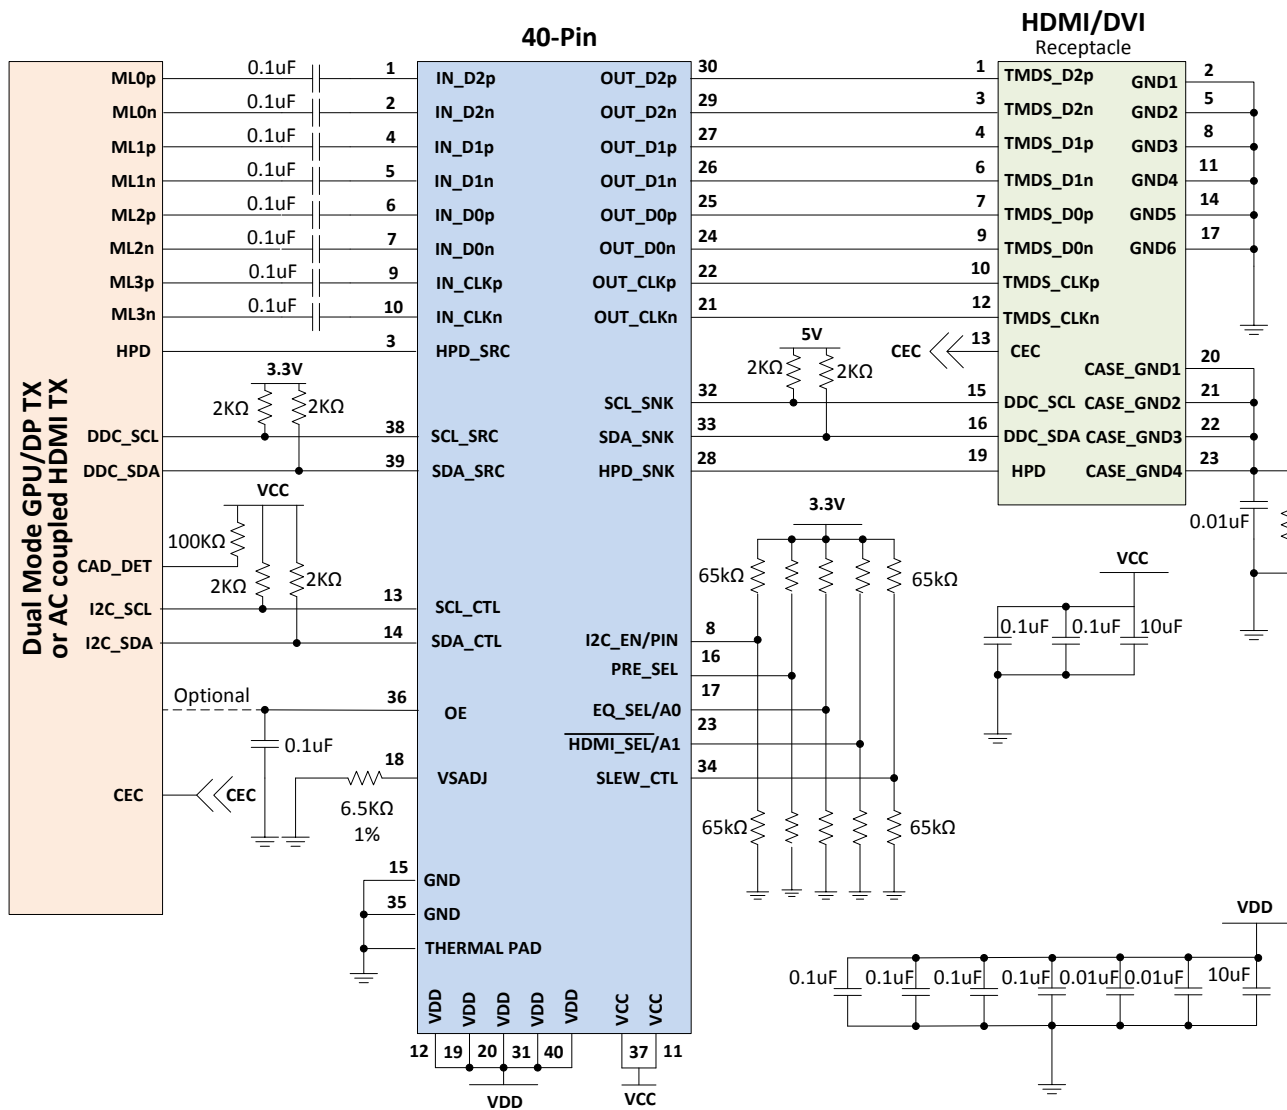 40-Pin
HDMI/DVI
Receptacle
Dual Mode GPU/DP TX
or AC coupled HDMI TX
ML0p 0.1uF 1 IN_D2p OUT_D2p 30 1 TMDS_D2p GND1 2
ML0n 0.1uF 2 IN_D2n OUT_D2n 29 3 TMDS_D2n GND2 5
ML1p 0.1uF 4 IN_D1p OUT_D1p 27 4 TMDS_D1p GND3 8
ML1n 0.1uF 5 IN_D1n OUT_D1n 26 6 TMDS_D1n GND4 11
ML2p 0.1uF 6 IN_D0p OUT_D0p 25 7 TMDS_D0p GND5 14
ML2n 0.1uF 7 IN_D0n OUT_D0n 24 9 TMDS_D0n GND6 17
ML3p 0.1uF 9 IN_CLKp OUT_CLKp 22 10 TMDS_CLKp
ML3n 0.1uF 10 IN_CLKn OUT_CLKn 21 12 TMDS_CLKn
HPD 3 HPD_SRC 5V CEC 13 CEC
3.3V 2KΩ 2KΩ CASE_GND1 20
2KΩ 2KΩ SCL_SNK 32 15 DDC_SCL CASE_GND2 21
DDC_SCL 38 SCL_SRC SDA_SNK 33 16 DDC_SDA CASE_GND3 22
DDC_SDA 39 SDA_SRC HPD_SNK 28 19 HPD CASE_GND4 23
VCC 3.3V 0.01uF
100KΩ
CAD_DET 2KΩ 2KΩ 65kΩ 65kΩ VCC
I2C_SCL 13 SCL_CTL
I2C_SDA 14 SDA_CTL I2C_EN/PIN 8 0.1uF 0.1uF 10uF
PRE_SEL 16
Optional 36 OE EQ_SEL/A0 17
0.1uF HDMI_SEL/A1 23
18 VSADJ SLEW_CTL 34
CEC CEC 6.5KΩ
1% 65kΩ 65kΩ
15 GND
35 GND
THERMAL PAD VDD
0.1uF 0.1uF 0.1uF 0.1uF 0.01uF 0.01uF 10uF
VDD VDD VDD VDD VDD VCC VCC
12 19 20 31 40 37 11
VDD VCC